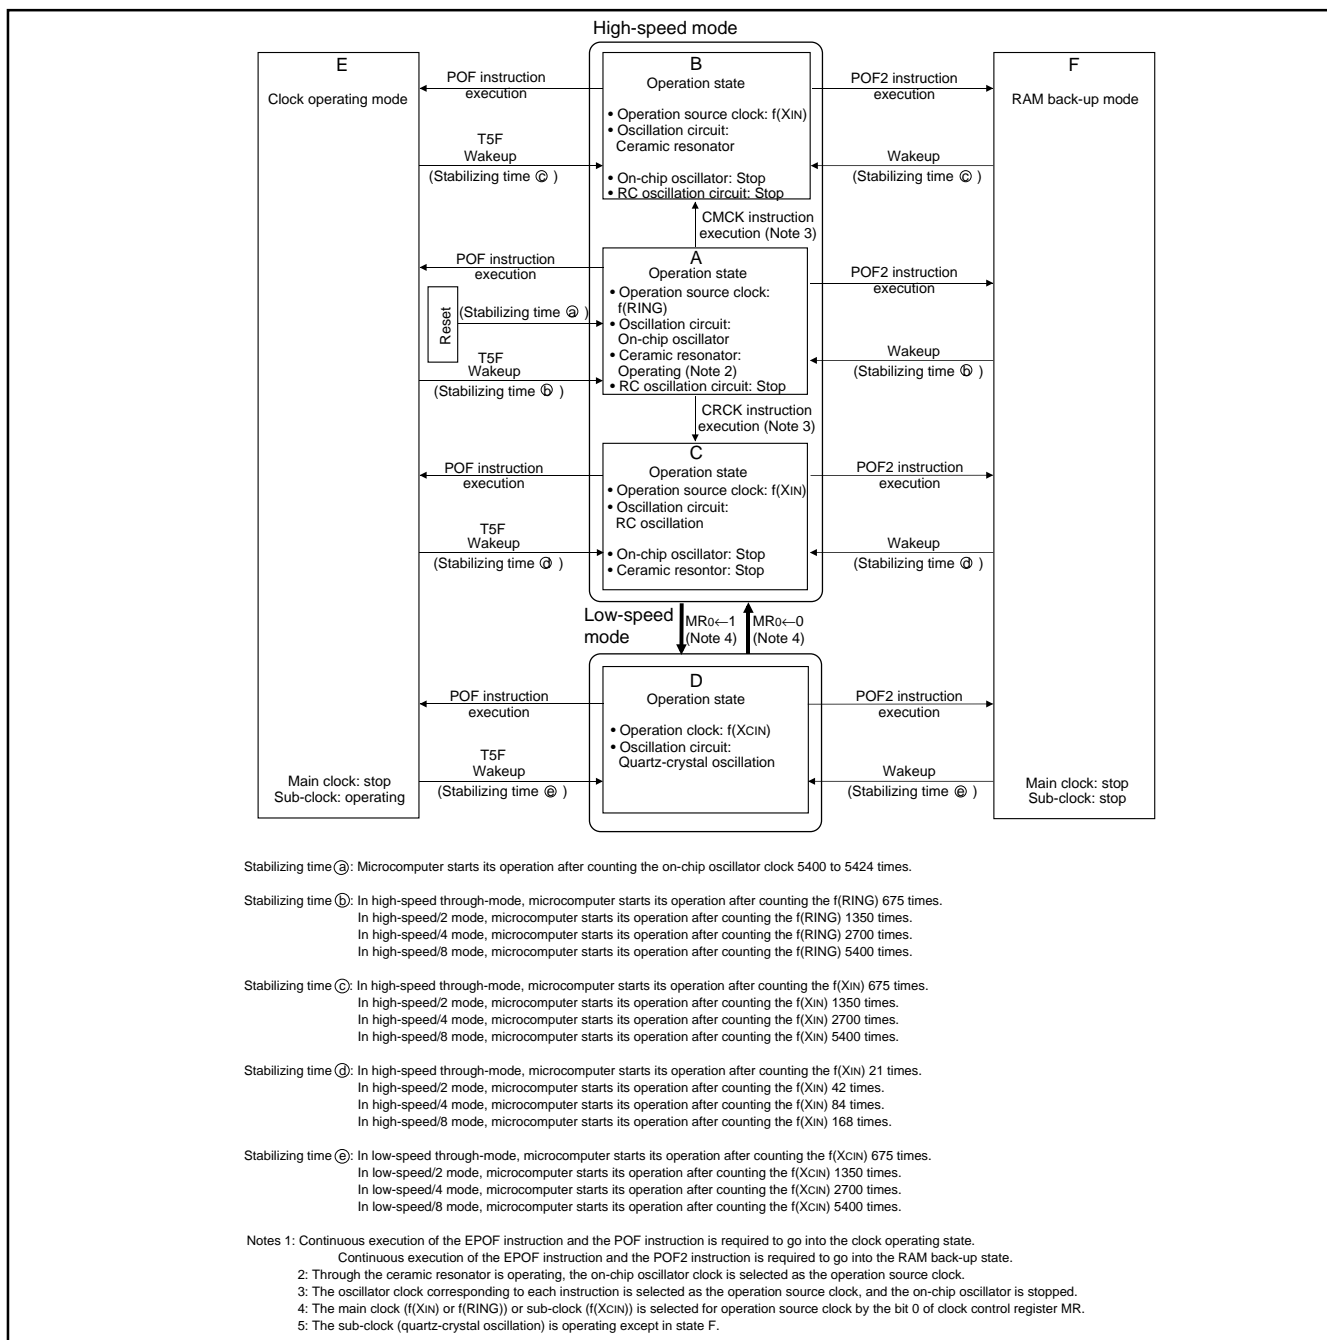 High-speed mode
E
Clock operating mode
POF instruction
execution
T5F
Wakeup
(Stabilizing time ⓒ )
B
Operation state
• Operation source clock: f(XIN)
• Oscillation circuit:
Ceramic resonator
• On-chip oscillator: Stop
• RC oscillation circuit: Stop
POF2 instruction
execution
Wakeup
(Stabilizing time ⓒ )
F
RAM back-up mode
CMCK instruction
execution (Note 3)
POF instruction
execution
Reset
(Stabilizing time ⓐ )
T5F
Wakeup
(Stabilizing time ⓑ )
A
Operation state
• Operation source clock:
f(RING)
• Oscillation circuit:
On-chip oscillator
• Ceramic resonator:
Operating (Note 2)
• RC oscillation circuit: Stop
POF2 instruction
execution
Wakeup
(Stabilizing time ⓑ )
CRCK instruction
execution (Note 3)
POF instruction
execution
T5F
Wakeup
(Stabilizing time ⓓ )
C
Operation state
• Operation source clock: f(XIN)
• Oscillation circuit:
RC oscillation
• On-chip oscillator: Stop
• Ceramic resontor: Stop
POF2 instruction
execution
Wakeup
(Stabilizing time ⓓ )
Low-speed
mode
MR0←1
(Note 4)
MR0←0
(Note 4)
POF instruction
execution
T5F
Wakeup
(Stabilizing time ⓔ )
D
Operation state
• Operation clock: f(XCIN)
• Oscillation circuit:
Quartz-crystal oscillation
POF2 instruction
execution
Wakeup
(Stabilizing time ⓔ )
Main clock: stop
Sub-clock: operating
Main clock: stop
Sub-clock: stop
Stabilizing time ⓐ: Microcomputer starts its operation after counting the on-chip oscillator clock 5400 to 5424 times.
Stabilizing time ⓑ: In high-speed through-mode, microcomputer starts its operation after counting the f(RING) 675 times.
In high-speed/2 mode, microcomputer starts its operation after counting the f(RING) 1350 times.
In high-speed/4 mode, microcomputer starts its operation after counting the f(RING) 2700 times.
In high-speed/8 mode, microcomputer starts its operation after counting the f(RING) 5400 times.
Stabilizing time ⓒ: In high-speed through-mode, microcomputer starts its operation after counting the f(XIN) 675 times.
In high-speed/2 mode, microcomputer starts its operation after counting the f(XIN) 1350 times.
In high-speed/4 mode, microcomputer starts its operation after counting the f(XIN) 2700 times.
In high-speed/8 mode, microcomputer starts its operation after counting the f(XIN) 5400 times.
Stabilizing time ⓓ: In high-speed through-mode, microcomputer starts its operation after counting the f(XIN) 21 times.
In high-speed/2 mode, microcomputer starts its operation after counting the f(XIN) 42 times.
In high-speed/4 mode, microcomputer starts its operation after counting the f(XIN) 84 times.
In high-speed/8 mode, microcomputer starts its operation after counting the f(XIN) 168 times.
Stabilizing time ⓔ: In low-speed through-mode, microcomputer starts its operation after counting the f(XCIN) 675 times.
In low-speed/2 mode, microcomputer starts its operation after counting the f(XCIN) 1350 times.
In low-speed/4 mode, microcomputer starts its operation after counting the f(XCIN) 2700 times.
In low-speed/8 mode, microcomputer starts its operation after counting the f(XCIN) 5400 times.
Notes 1: Continuous execution of the EPOF instruction and the POF instruction is required to go into the clock operating state.
Continuous execution of the EPOF instruction and the POF2 instruction is required to go into the RAM back-up state.
2: Through the ceramic resonator is operating, the on-chip oscillator clock is selected as the operation source clock.
3: The oscillator clock corresponding to each instruction is selected as the operation source clock, and the on-chip oscillator is stopped.
4: The main clock (f(XIN) or f(RING)) or sub-clock (f(XCIN)) is selected for operation source clock by the bit 0 of clock control register MR.
5: The sub-clock (quartz-crystal oscillation) is operating except in state F.